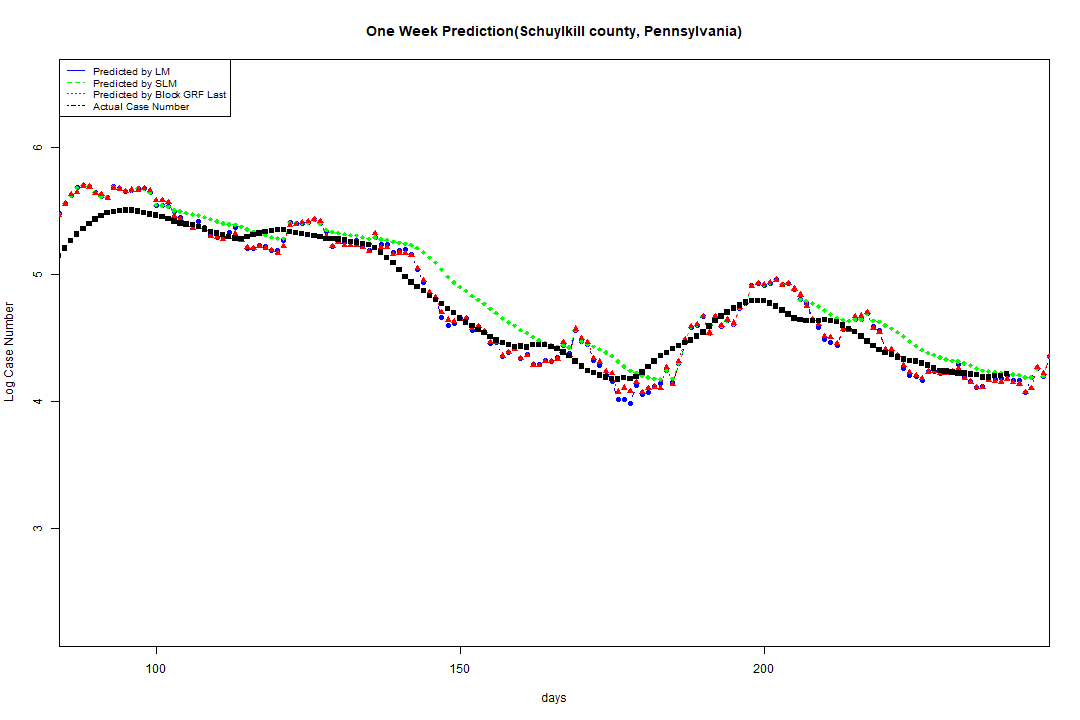 One Week Prediction(Schuylkill county, Pennsylvania)
Predicted by LM
Predicted by SLM
Predicted by Block GRF Last
Actual Case Number
6
5
4
3
Log Case Number
100 150 200
days